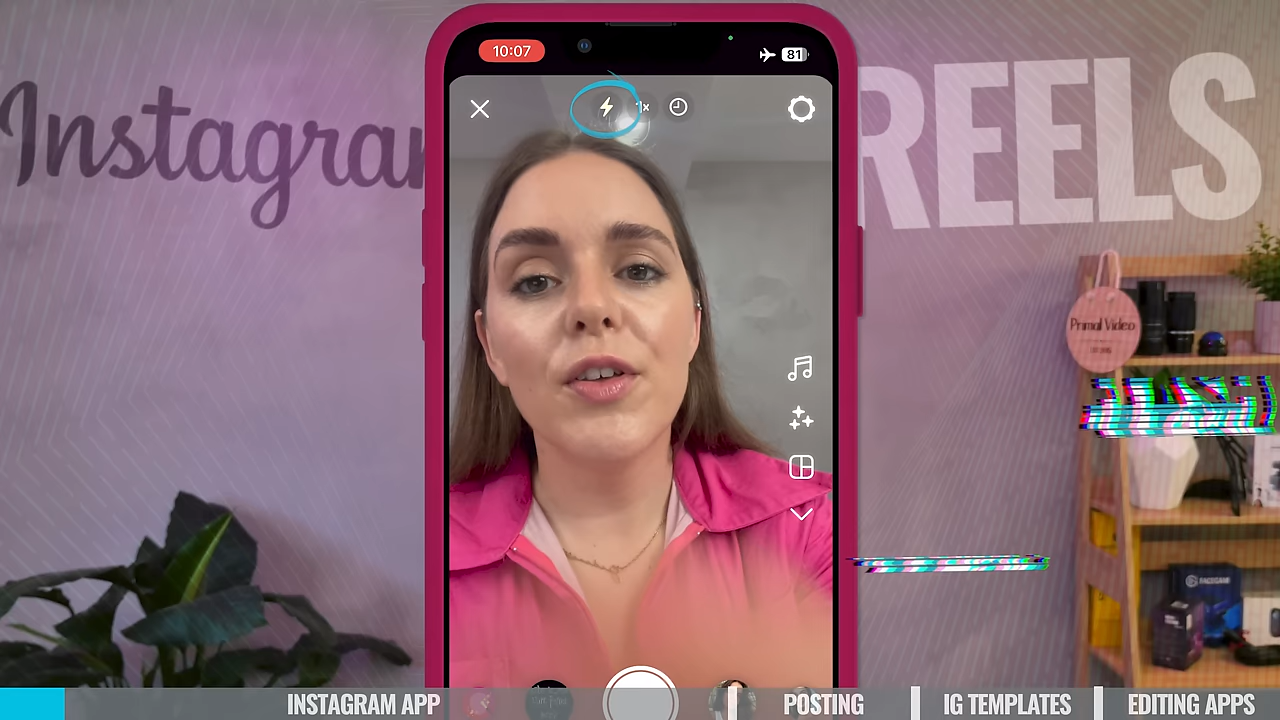 10:07
81
1x
Instagram
REELS
Primal Video
INSTAGRAM APP
POSTING
IG TEMPLATES
EDITING APPS